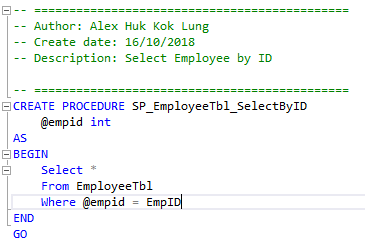 -- =============================================
-- Author: Alex Huk Kok Lung
-- Create date: 16/10/2018
-- Description: Select Employee by ID
-- =============================================
CREATE PROCEDURE SP_EmployeeTbl_SelectByID
    @empid int
AS
BEGIN
    Select *
    From EmployeeTbl
    Where @empid = EmpID
END
GO